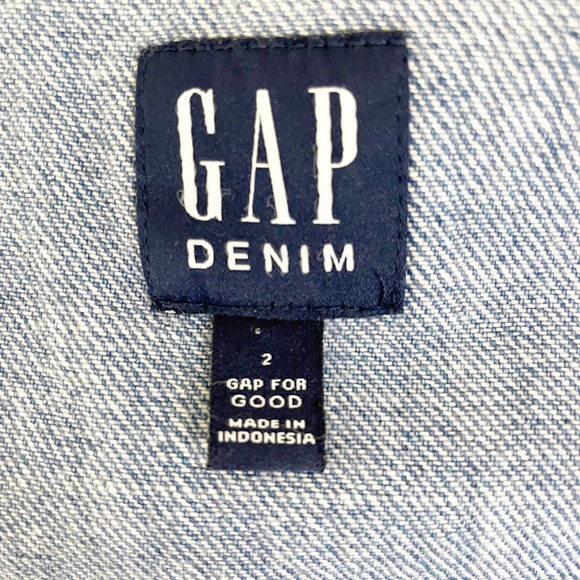 GAP
DENIM
2
GAP FOR
GOOD
MADE IN
INDONESIA